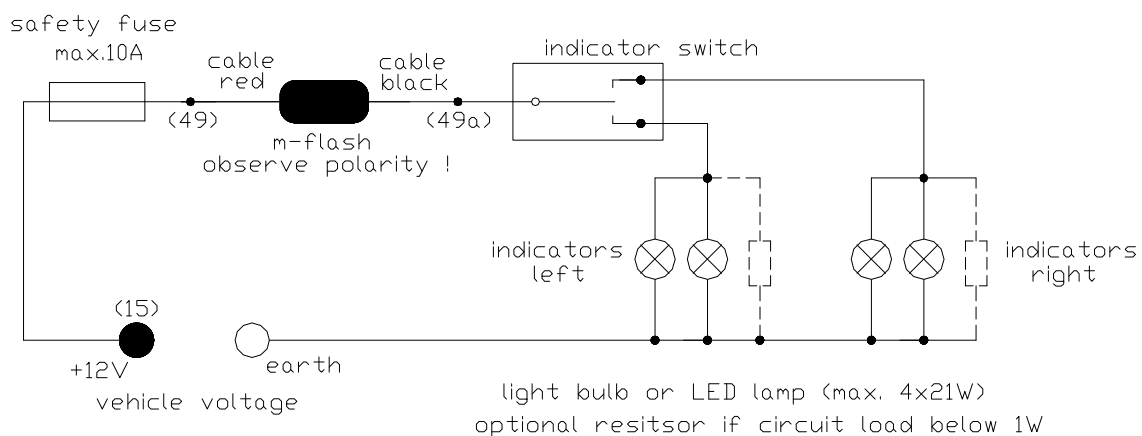 safety fuse
max.10A
cable
red
cable
black
indicator switch
(49)
(49a)
m-flash
observe polarity !
indicators
left
indicators
right
(15)
+12V
earth
vehicle voltage
light bulb or LED lamp (max. 4x21W)
optional resitsor if circuit load below 1W